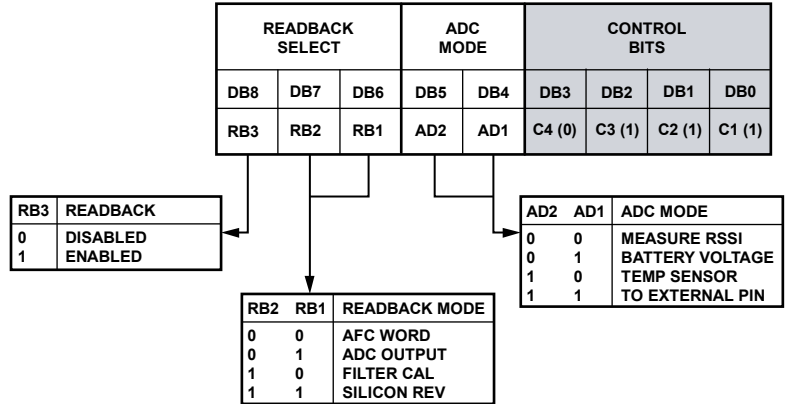 READBACK SELECT ADC MODE CONTROL BITS
DB8 DB7 DB6 DB5 DB4 DB3 DB2 DB1 DB0
RB3 RB2 RB1 AD2 AD1 C4 (0) C3 (1) C2 (1) C1 (1)
RB3 READBACK
0 DISABLED
1 ENABLED
RB2 RB1 READBACK MODE
0 0 AFC WORD
0 1 ADC OUTPUT
1 0 FILTER CAL
1 1 SILICON REV
AD2 AD1 ADC MODE
0 0 MEASURE RSSI
0 1 BATTERY VOLTAGE
1 0 TEMP SENSOR
1 1 TO EXTERNAL PIN